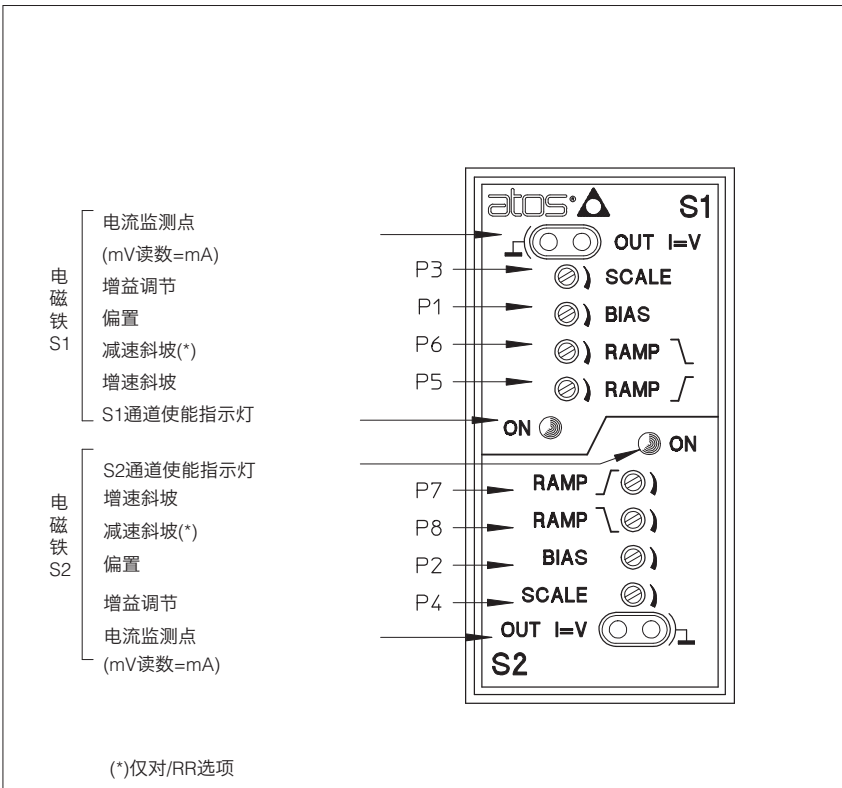 电磁铁S1
电流监测点
(mV读数=mA)
增益调节
偏置
减速斜坡(*)
增速斜坡
S1通道使能指示灯
电磁铁S2
S2通道使能指示灯
增速斜坡
减速斜坡(*)
偏置
增益调节
电流监测点
(mV读数=mA)
P3
P1
P6
P5
P7
P8
P2
P4
atos®
S1
OUT I=V
SCALE
BIAS
RAMP
RAMP
ON
ON
RAMP
RAMP
BIAS
SCALE
OUT I=V
S2
(*)仅对/RR选项